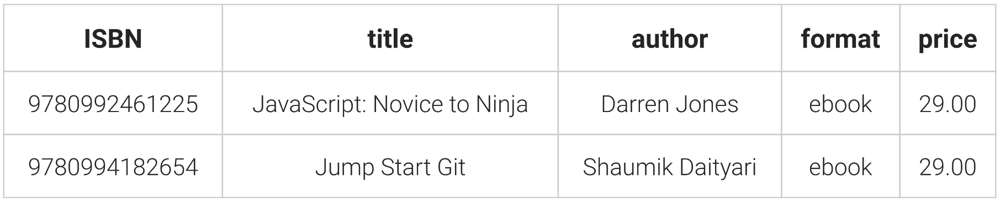 ISBN title author format price
9780992461225 JavaScript: Novice to Ninja Darren Jones ebook 29.00
9780994182654 Jump Start Git Shaumik Daityari ebook 29.00